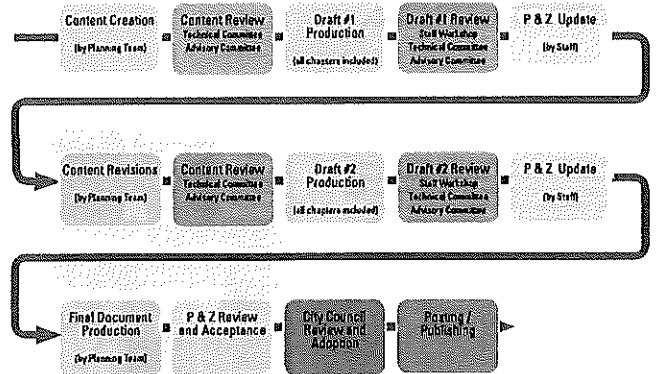 Content Creation
(by Planning Team)
Content Review
Technical Committee
Advisory Committee
Draft #1
Production
(all chapters included)
Draft #1 Review
Staff Workshop
Technical Committee
Advisory Committee
P & Z Update
(by Staff)
Content Revisions
(by Planning Team)
Content Review
Technical Committee
Advisory Committee
Draft #2
Production
(all chapters included)
Draft #2 Review
Staff Workshop
Technical Committee
Advisory Committee
P & Z Update
(by Staff)
Final Document
Production
(by Planning Team)
P & Z Review
and Acceptance
City Council
Review and
Adoption
Posting /
Publishing